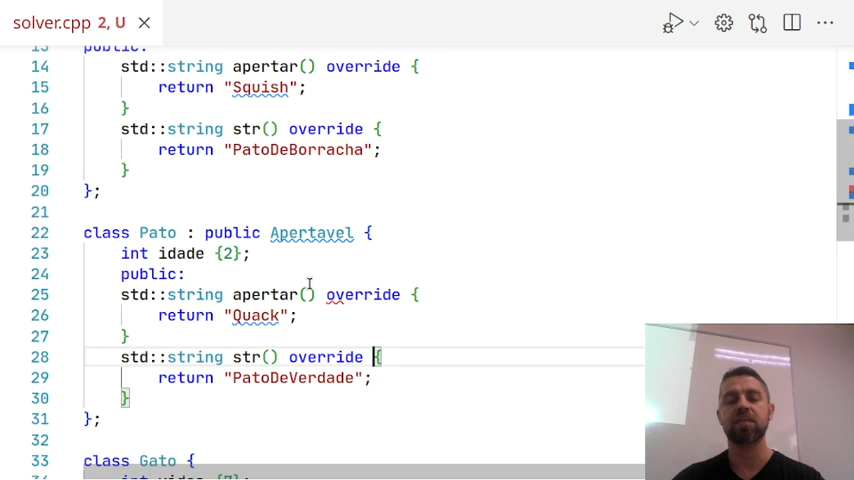 solver.cpp 2, U
13 public:
14 std::string apertar() override {
15 return "Squish";
16 }
17 std::string str() override {
18 return "PatoDeBorracha";
19 }
20 };
21
22 class Pato : public Apertavel {
23 int idade {2};
24 public:
25 std::string apertar() override {
26 return "Quack";
27 }
28 std::string str() override {
29 return "PatoDeVerdade";
30 }
31 };
32
33 class Gato {